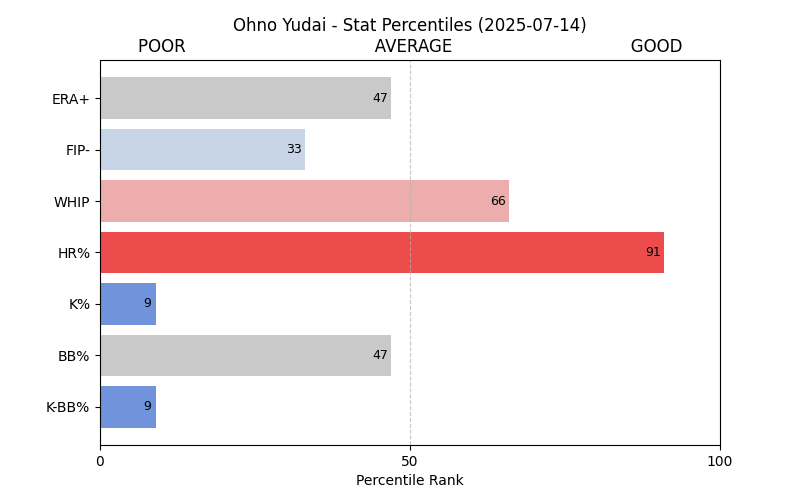 Ohno Yudai - Stat Percentiles (2025-07-14)
POOR AVERAGE GOOD
ERA+ 47
FIP- 33
WHIP 66
HR% 91
K% 9
BB% 47
K-BB% 9
0 50 100
Percentile Rank